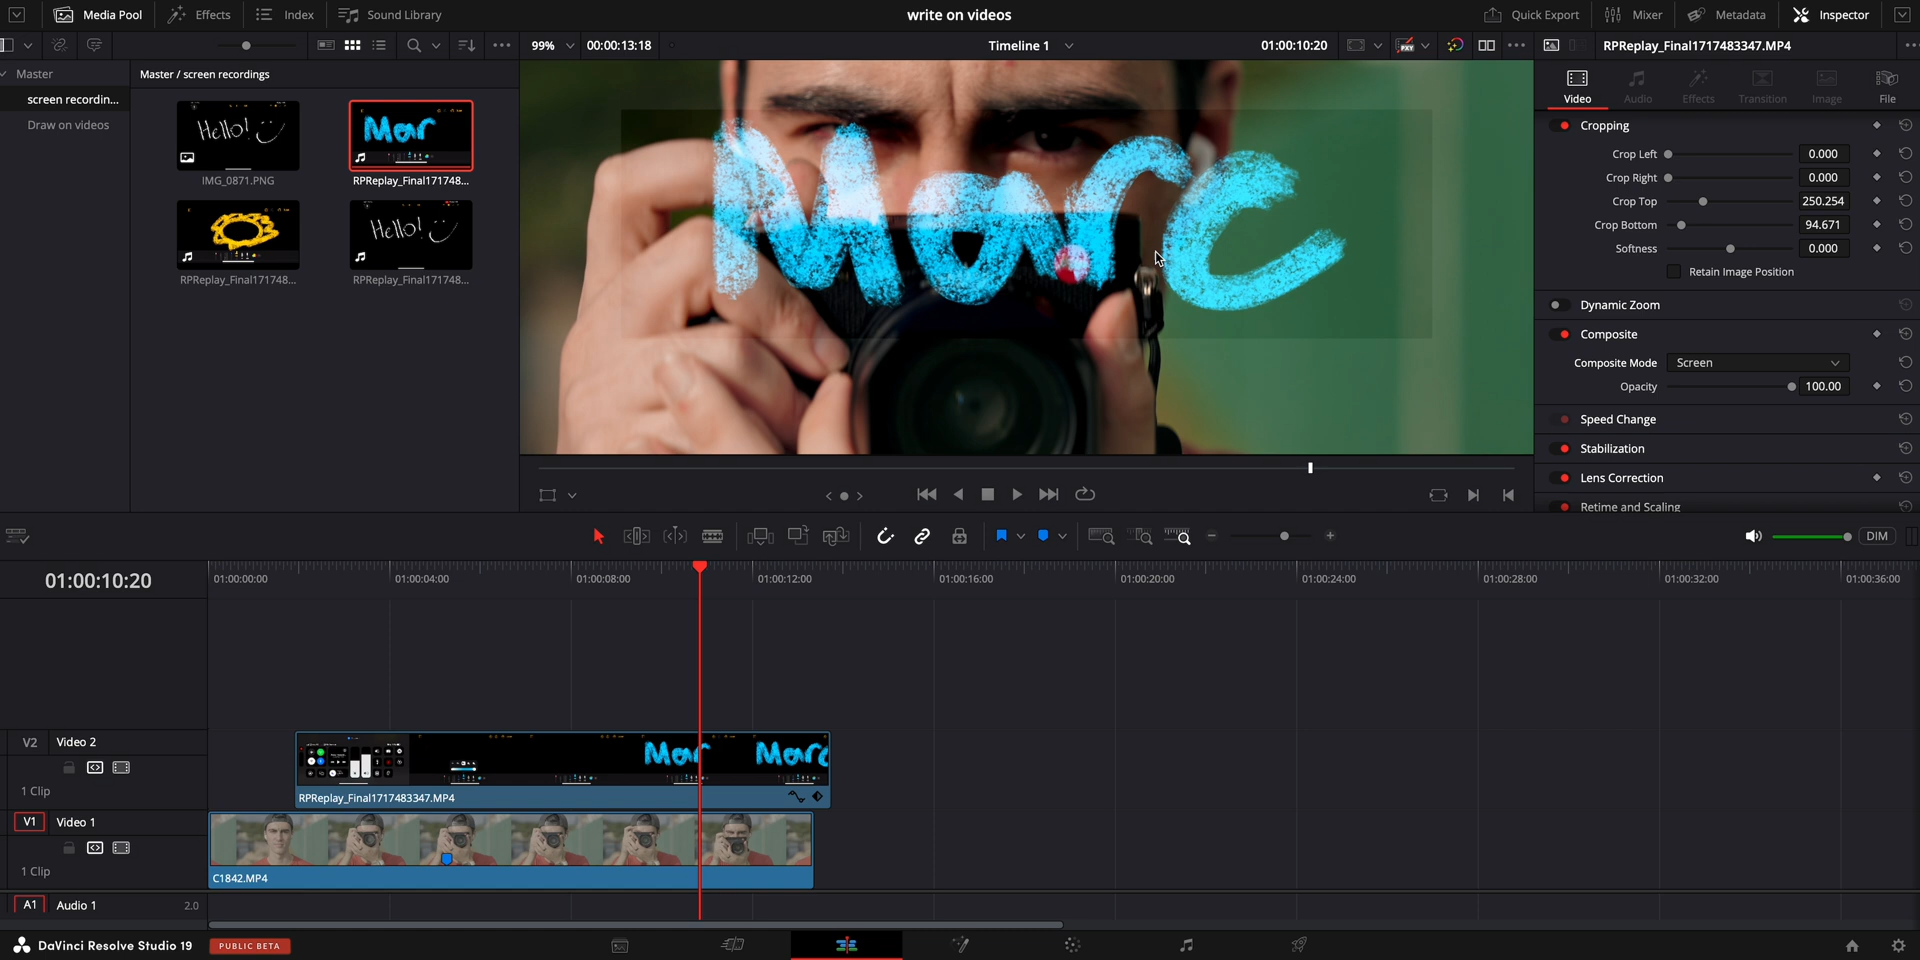 Media Pool
Effects
Index
Sound Library
write on videos
Quick Export
Mixer
Metadata
Inspector
99%
00:00:13:18
Timeline 1
01:00:10:20
RPReplay_Final1717483347.MP4
Master
screen recordin...
Draw on videos
Master / screen recordings
Hello!
IMG_0871.PNG
Mar
RPReplay_Final171748...
RPReplay_Final171748...
Hello!
RPReplay_Final171748...
Marc
Video
Audio
Effects
Transition
Image
File
Cropping
Crop Left 0.000
Crop Right 0.000
Crop Top 250.254
Crop Bottom 94.671
Softness 0.000
Retain Image Position
Dynamic Zoom
Composite
Composite Mode Screen
Opacity 100.00
Speed Change
Stabilization
Lens Correction
Retime and Scaling
DIM
01:00:10:20
01:00:00:00
01:00:04:00
01:00:08:00
01:00:12:00
01:00:16:00
01:00:20:00
01:00:24:00
01:00:28:00
01:00:32:00
01:00:36:00
V2 Video 2
1 Clip
Mar
Marc
RPReplay_Final1717483347.MP4
V1 Video 1
1 Clip
C1842.MP4
A1 Audio 1 2.0
DaVinci Resolve Studio 19
PUBLIC BETA